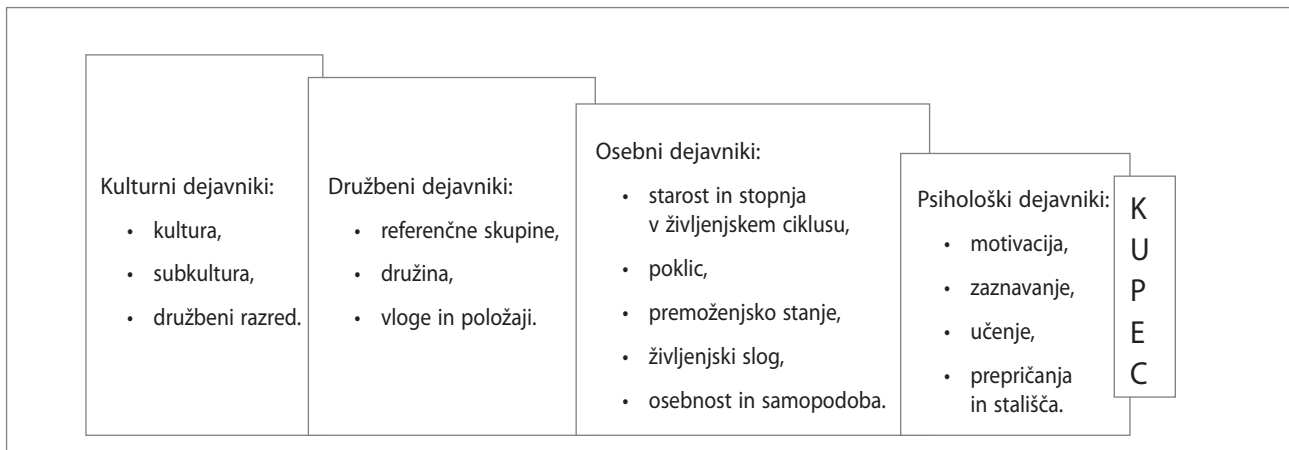 Kulturni dejavniki:
• kultura,
• subkultura,
• družbeni razred.
Družbeni dejavniki:
• referenčne skupine,
• družina,
• vloge in položaji.
Osebni dejavniki:
• starost in stopnja
v življenjskem ciklusu,
• poklic,
• premoženjsko stanje,
• življenjski slog,
• osebnost in samopodoba.
Psihološki dejavniki:
• motivacija,
• zaznavanje,
• učenje,
• prepričanja
in stališča.
K
U
P
E
C